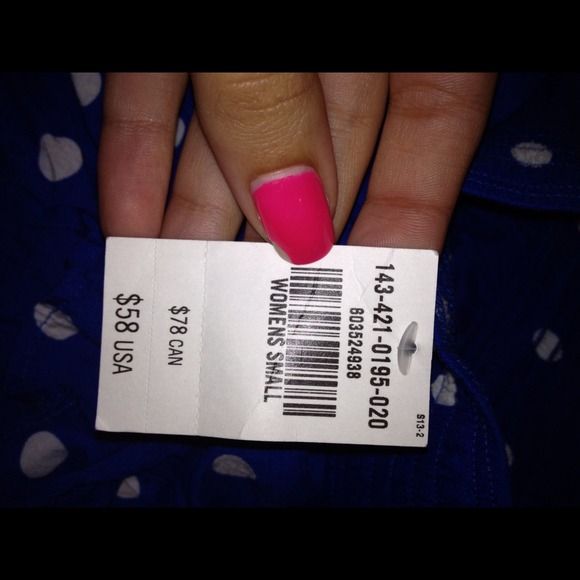 S13-2
143-421-0195-020
603524938
WOMENS SMALL
$78 CAN
$58 USA